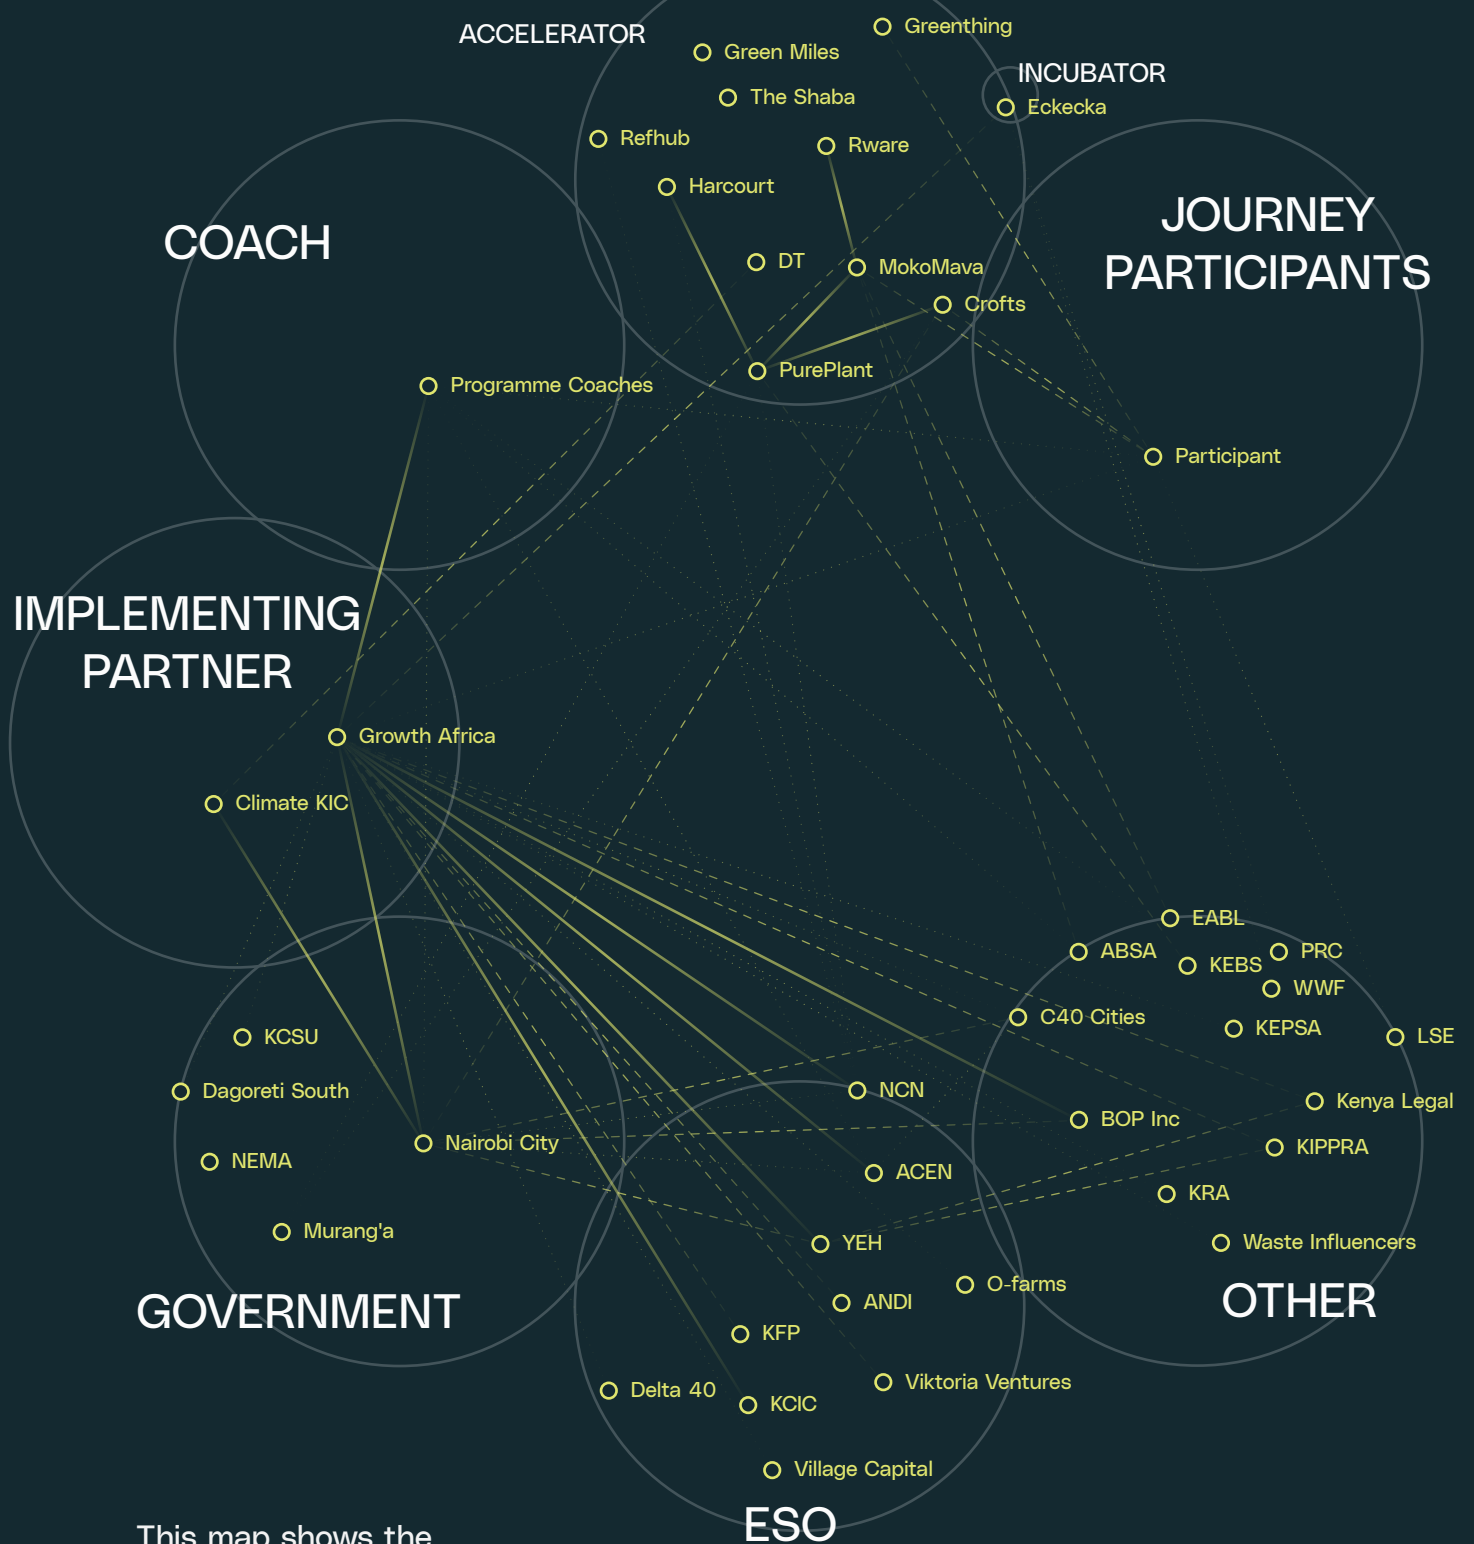 Greenthing
ACCELERATOR
Green Miles
INCUBATOR
The Shaba
Eckecka
Refhub
Rware
Harcourt
JOURNEY
PARTICIPANTS
COACH
DT
MokoMava
Crofts
PurePlant
Programme Coaches
Participant
IMPLEMENTING
PARTNER
Growth Africa
Climate KIC
EABL
ABSA
PRC
KEBS
WWF
C40 Cities
KEPSA
LSE
KCSU
Dagoreti South
NCN
Kenya Legal
BOP Inc
Nairobi City
KIPPRA
NEMA
ACEN
KRA
Murang'a
YEH
Waste Influencers
O-farms
GOVERNMENT
ANDI
OTHER
KFP
Viktoria Ventures
Delta 40
KCIC
Village Capital
ESO
This map shows the